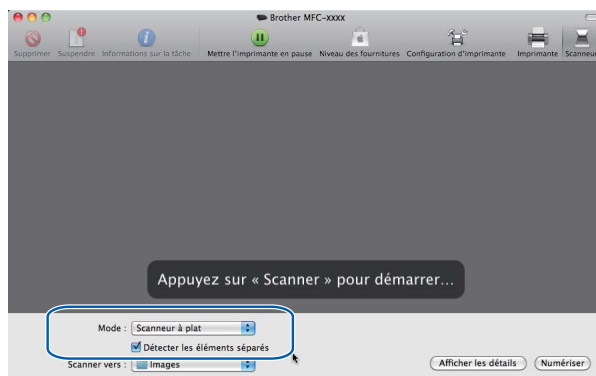 Brother MFC-xxxx
Supprimer Suspendre Informations sur la tâche Mettre l'imprimante en pause Niveau des fournitures Configuration d'imprimante Imprimante Scanneur
Appuyez sur « Scanner » pour démarrer...
Mode : Scanneur à plat
Détecter les éléments séparés
Scanner vers : Images Afficher les détails Numériser